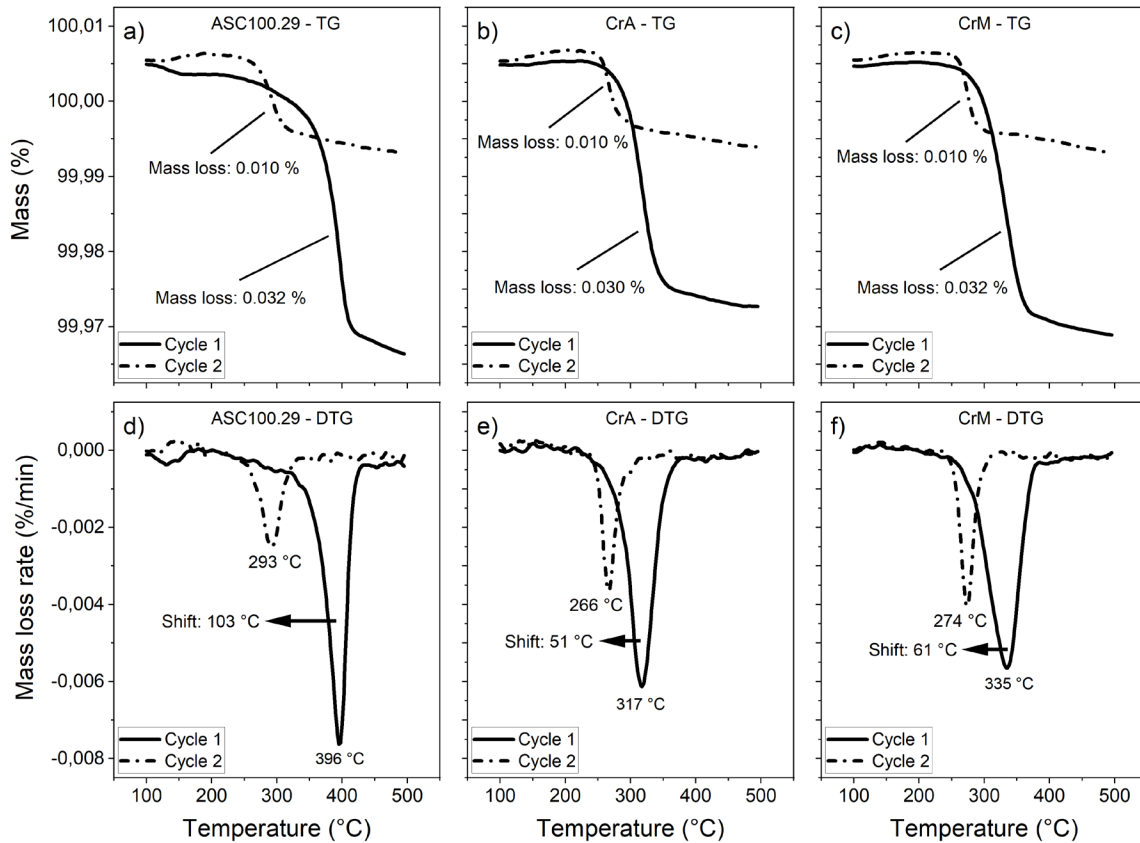 a)
ASC100.29 - TG
b)
CrA - TG
c)
CrM - TG
100,01
100,00
99,99
99,98
99,97
Mass (%)
Mass loss: 0.010 %
Mass loss: 0.032 %
Cycle 1
Cycle 2
Mass loss: 0.010 %
Mass loss: 0.030 %
Cycle 1
Cycle 2
Mass loss: 0.010 %
Mass loss: 0.032 %
Cycle 1
Cycle 2
d)
ASC100.29 - DTG
e)
CrA - DTG
f)
CrM - DTG
0,000
-0,002
-0,004
-0,006
-0,008
Mass loss rate (%/min)
293 °C
Shift: 103 °C
396 °C
Cycle 1
Cycle 2
266 °C
Shift: 51 °C
317 °C
Cycle 1
Cycle 2
274 °C
Shift: 61 °C
335 °C
Cycle 1
Cycle 2
100 200 300 400 500
100 200 300 400 500
100 200 300 400 500
Temperature (°C)
Temperature (°C)
Temperature (°C)